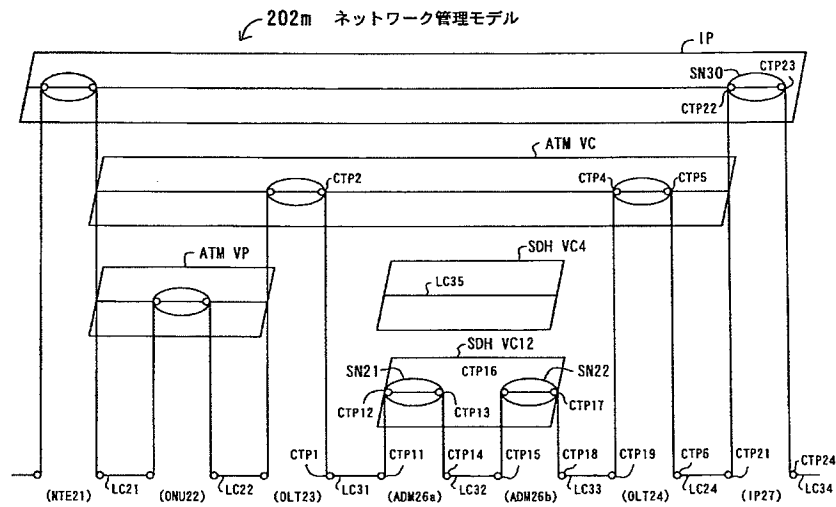 202m ネットワーク管理モデル
IP
SN30
CTP23
CTP22
ATM VC
CTP2
CTP4
CTP5
ATM VP
SDH VC4
LC35
SDH VC12
SN21
CTP16
SN22
CTP12
CTP13
CTP17
CTP1
CTP11
CTP14
CTP15
CTP18
CTP19
CTP6
CTP21
CTP24
(NTE21)
LC21
(ONU22)
LC22
(OLT23)
LC31
(ADM26a)
LC32
(ADM26b)
LC33
(OLT24)
LC24
(IP27)
LC34